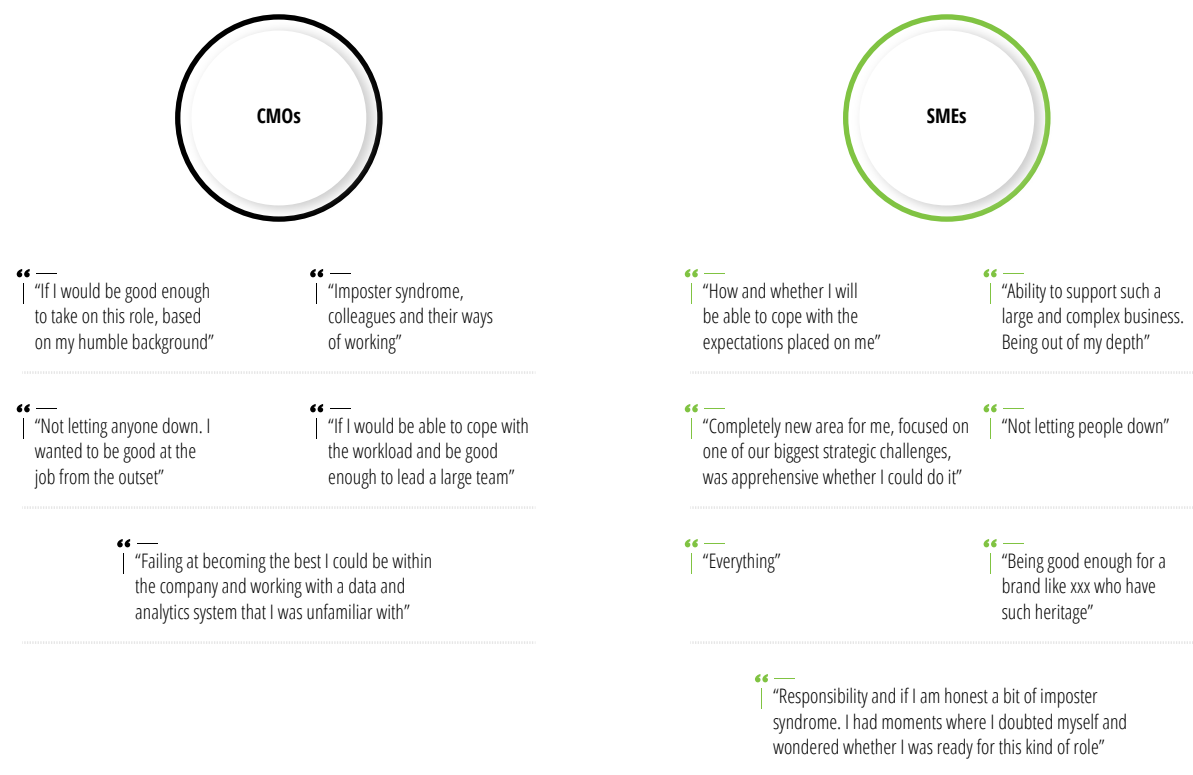 CMOs
“If I would be good enough
to take on this role, based
on my humble background”
“Imposter syndrome,
colleagues and their ways
of working”
“Not letting anyone down. I
wanted to be good at the
job from the outset”
“If I would be able to cope with
the workload and be good
enough to lead a large team”
“Failing at becoming the best I could be within
the company and working with a data and
analytics system that I was unfamiliar with”
SMEs
“How and whether I will
be able to cope with the
expectations placed on me”
“Ability to support such a
large and complex business.
Being out of my depth”
“Completely new area for me, focused on
one of our biggest strategic challenges,
was apprehensive whether I could do it”
“Not letting people down”
“Everything”
“Being good enough for a
brand like xxx who have
such heritage”
“Responsibility and if I am honest a bit of imposter
syndrome. I had moments where I doubted myself and
wondered whether I was ready for this kind of role”